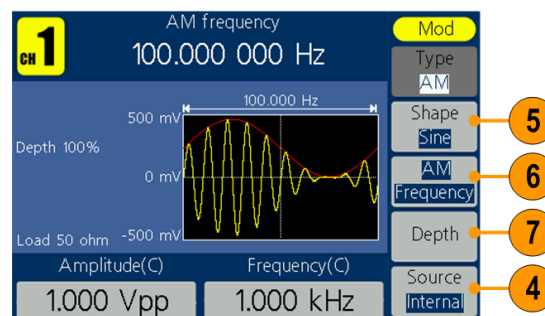 AM frequency
CH 1
100.000 000 Hz
Mod
Type
AM
100.000 Hz
500 mV
Depth 100%
0 mV
Load 50 ohm
-500 mV
Shape
Sine
5
AM
Frequency
6
Depth
7
Source
Internal
4
Amplitude(C)
Frequency(C)
1.000 Vpp
1.000 kHz